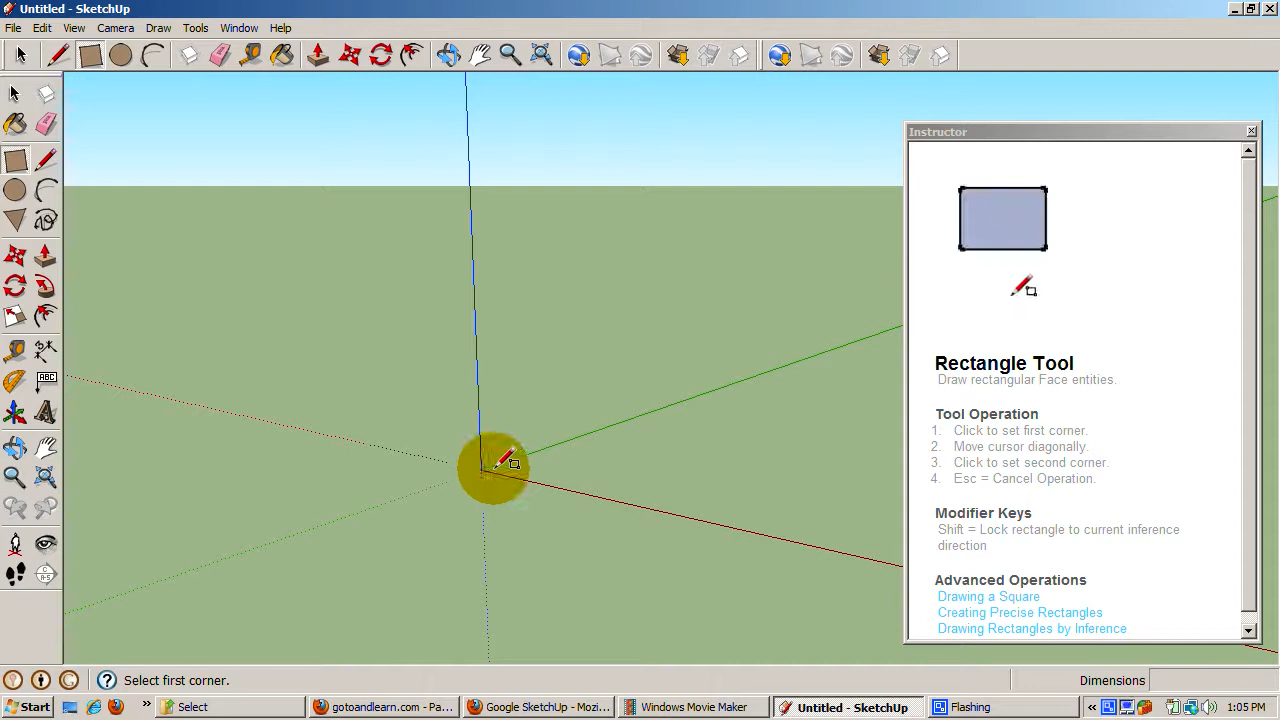 Untitled - SketchUp
File Edit View Camera Draw Tools Window Help
Instructor
Rectangle Tool
Draw rectangular Face entities.
Tool Operation
1. Click to set first corner.
2. Move cursor diagonally.
3. Click to set second corner.
4. Esc = Cancel Operation.
Modifier Keys
Shift = Lock rectangle to current inference
direction
Advanced Operations
Drawing a Square
Creating Precise Rectangles
Drawing Rectangles by Inference
ABC
A
Select first corner.
Dimensions
Start
Select
gotoandlearn.com - Pa...
Google SketchUp - Mozi...
Windows Movie Maker
Untitled - SketchUp
Flashing
1:05 PM